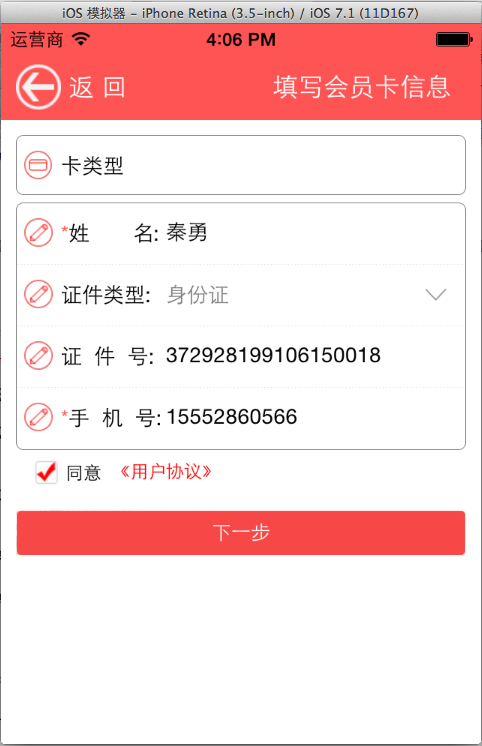 iOS 模拟器 - iPhone Retina (3.5-inch) / iOS 7.1 (11D167)
运营商 4:06 PM
返 回 填写会员卡信息
卡类型
*姓 名: 秦勇
证件类型: 身份证
证 件 号: 372928199106150018
*手 机 号: 15552860566
同意 《用户协议》
下一步